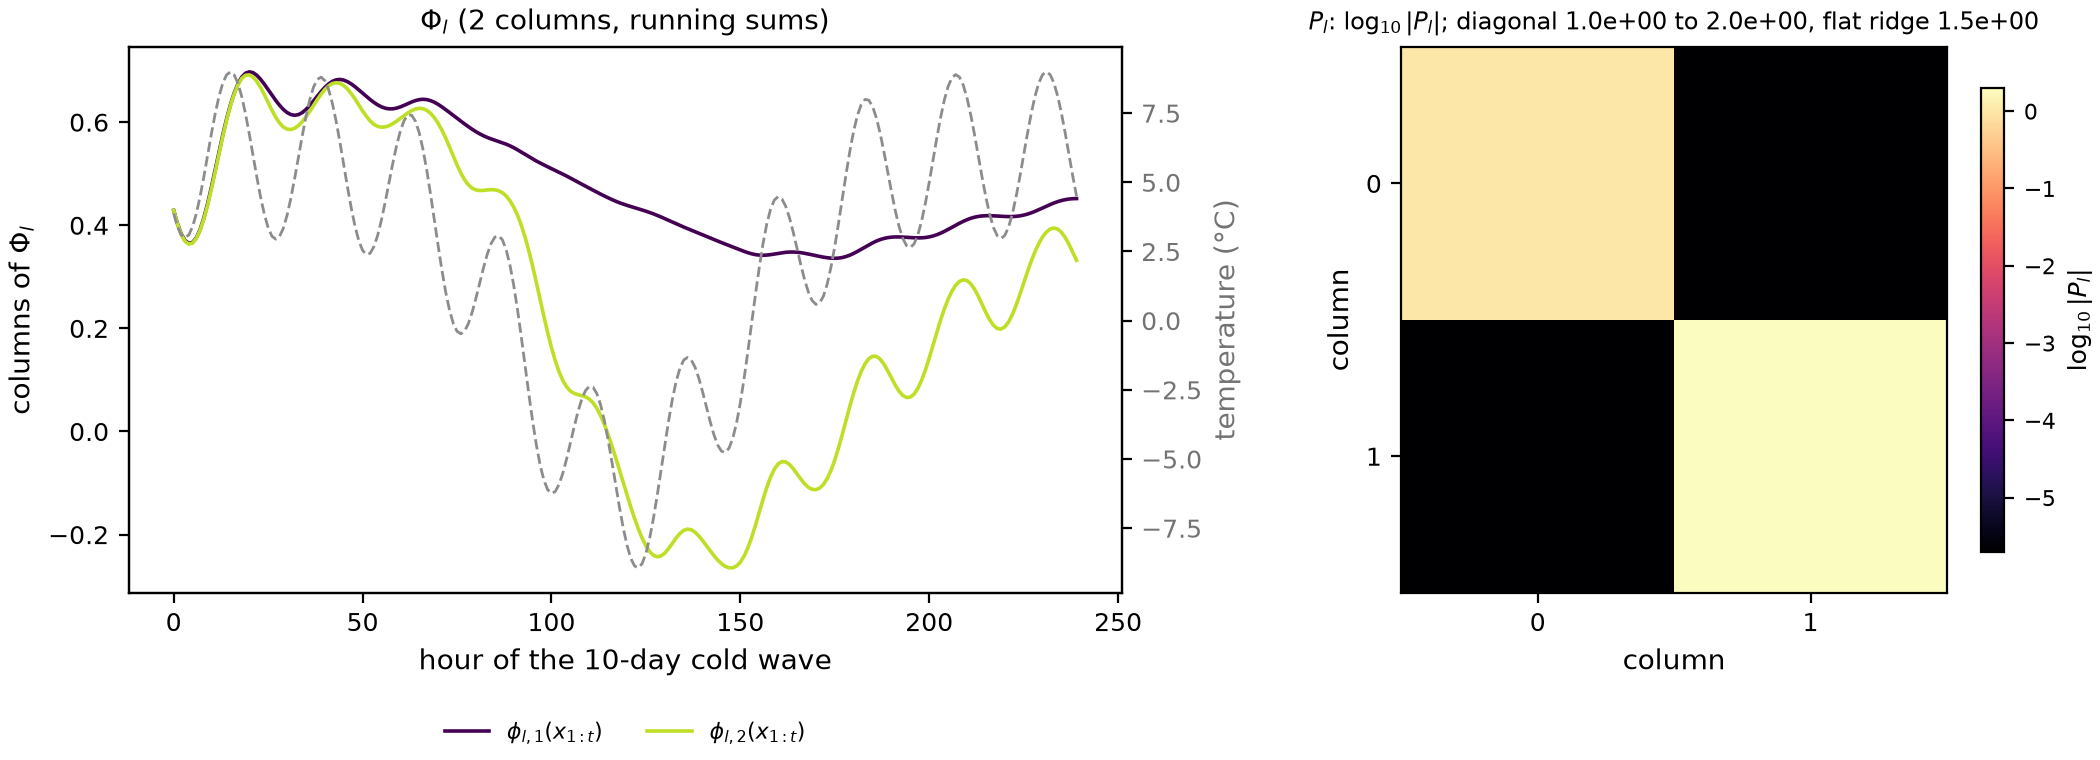 Φ_l (2 columns, running sums)
columns of Φ_l
0.6
0.4
0.2
0.0
−0.2
0 50 100 150 200 250
hour of the 10-day cold wave
7.5
5.0
2.5
0.0
−2.5
−5.0
−7.5
temperature (°C)
ϕ_{l,1}(x_{1:t}) ϕ_{l,2}(x_{1:t})
P_l: log₁₀ |P_l|; diagonal 1.0e+00 to 2.0e+00, flat ridge 1.5e+00
column
0
1
0 1
column
0
−1
−2
−3
−4
−5
log₁₀ |P_l|